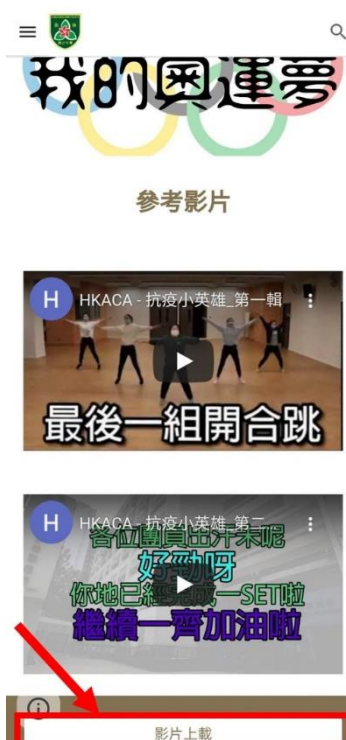 我的奧運夢
參考影片
H HKACA - 抗疫小英雄_第一輯
最後一組開合跳
H HKACA - 抗疫小英雄_第二...
各位團員出汗未呢
好勁呀
你地已經完成一SET啦
繼續一齊加油啦
影片上載